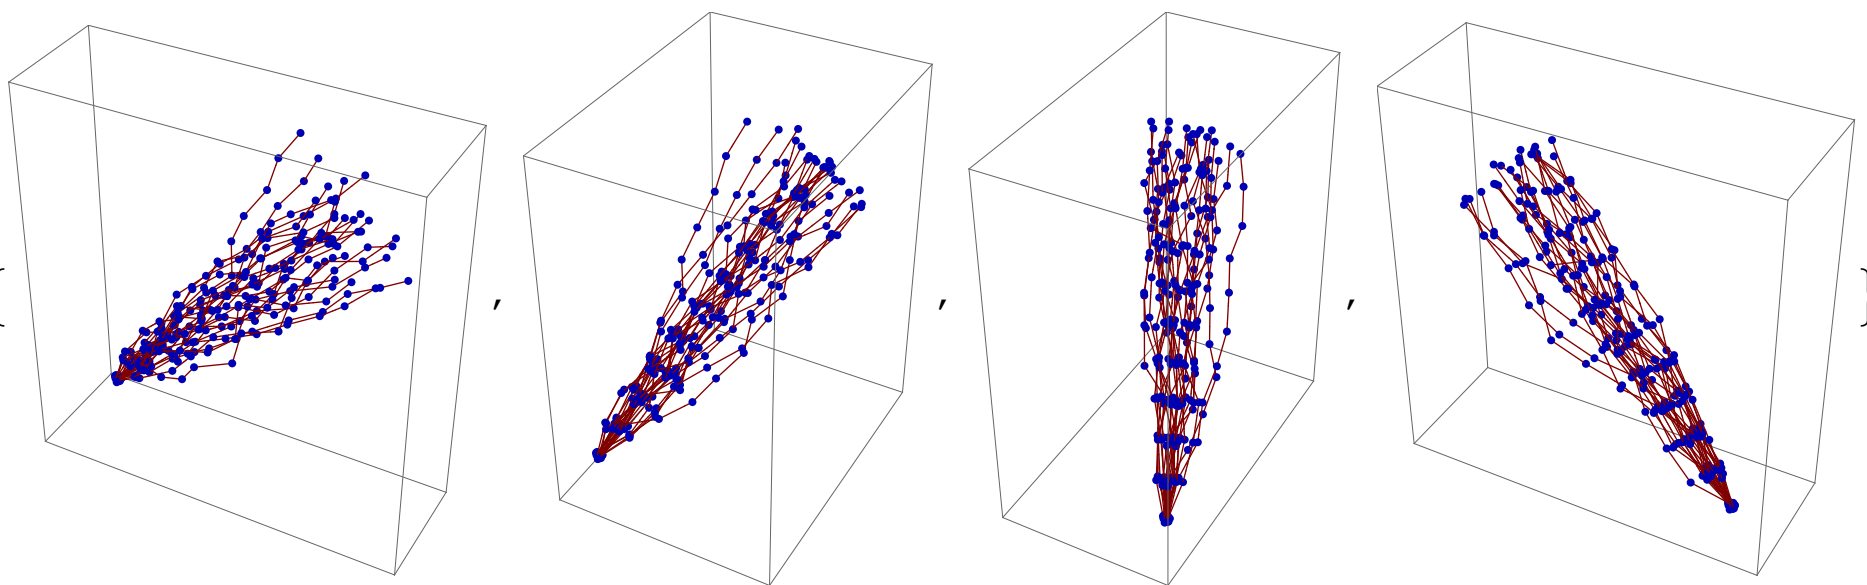 { , , , }